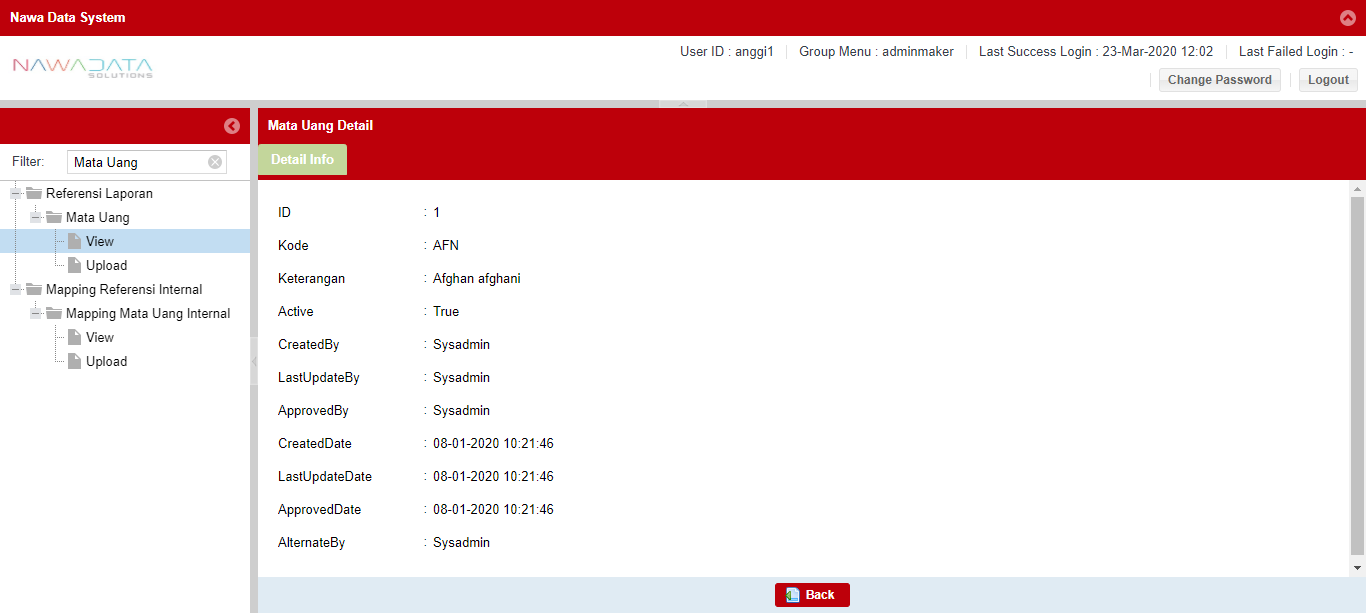 Nawa Data System
User ID : anggi1 Group Menu : adminmaker Last Success Login : 23-Mar-2020 12:02 Last Failed Login : -
NAWADATA
SOLUTIONS
Change Password Logout
Mata Uang Detail
Detail Info
Filter: Mata Uang
Referensi Laporan
Mata Uang
View
Upload
Mapping Referensi Internal
Mapping Mata Uang Internal
View
Upload
ID : 1
Kode : AFN
Keterangan : Afghan afghani
Active : True
CreatedBy : Sysadmin
LastUpdateBy : Sysadmin
ApprovedBy : Sysadmin
CreatedDate : 08-01-2020 10:21:46
LastUpdateDate : 08-01-2020 10:21:46
ApprovedDate : 08-01-2020 10:21:46
AlternateBy : Sysadmin
Back